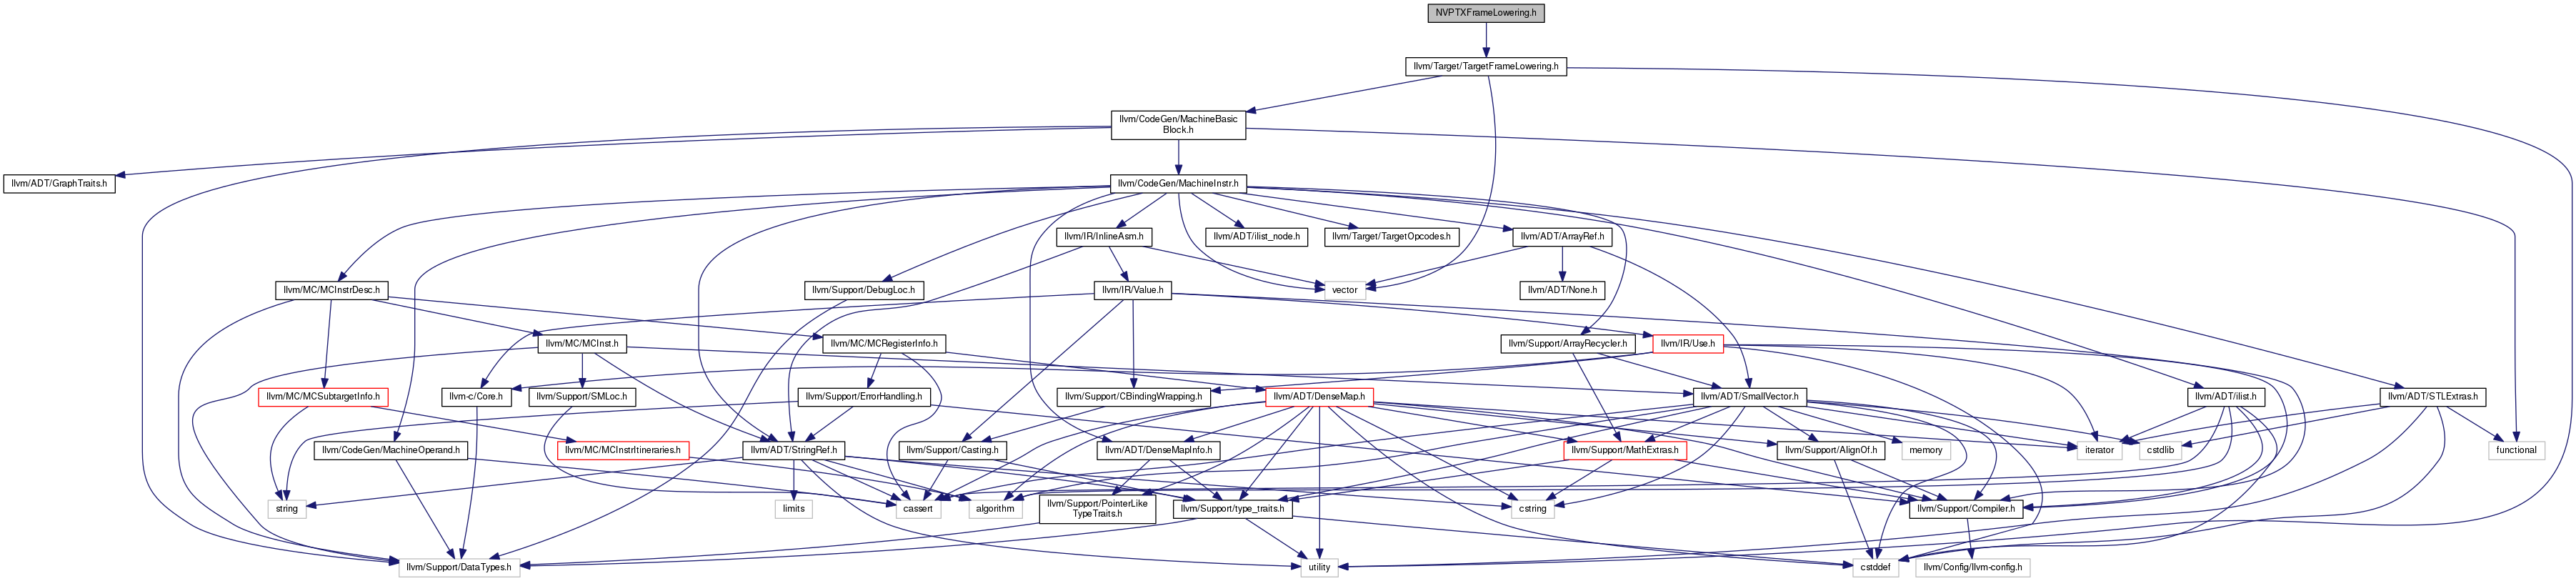 NVPTXFrameLowering.h
llvm/Target/TargetFrameLowering.h
llvm/CodeGen/MachineBasic
Block.h
llvm/ADT/GraphTraits.h
llvm/CodeGen/MachineInstr.h
llvm/IR/InlineAsm.h
llvm/ADT/ilist_node.h
llvm/Target/TargetOpcodes.h
llvm/ADT/ArrayRef.h
llvm/MC/MCInstrDesc.h
llvm/Support/DebugLoc.h
llvm/IR/Value.h
vector
llvm/ADT/None.h
llvm/MC/MCInst.h
llvm/MC/MCRegisterInfo.h
llvm/Support/ArrayRecycler.h
llvm/IR/Use.h
llvm/MC/MCSubtargetInfo.h
llvm-c/Core.h
llvm/Support/SMLoc.h
llvm/Support/ErrorHandling.h
llvm/Support/CBindingWrapping.h
llvm/ADT/DenseMap.h
llvm/ADT/SmallVector.h
llvm/ADT/ilist.h
llvm/ADT/STLExtras.h
llvm/CodeGen/MachineOperand.h
llvm/MC/MCInstrItineraries.h
llvm/ADT/StringRef.h
llvm/Support/Casting.h
llvm/ADT/DenseMapInfo.h
llvm/Support/MathExtras.h
llvm/Support/AlignOf.h
memory
iterator
cstdlib
functional
string
limits
cassert
algorithm
llvm/Support/PointerLike
TypeTraits.h
llvm/Support/type_traits.h
cstring
llvm/Support/Compiler.h
llvm/Support/DataTypes.h
utility
cstddef
llvm/Config/llvm-config.h